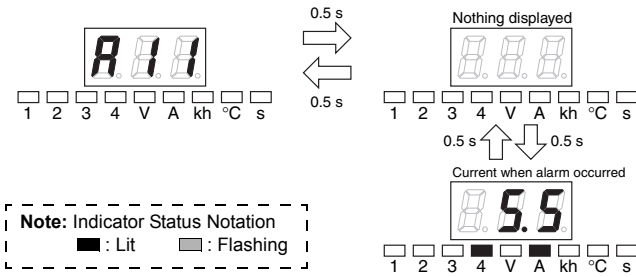 0.5 s
Nothing displayed
A11
0.5 s
1 2 3 4 V A kh °C s
1 2 3 4 V A kh °C s
0.5 s 0.5 s
Current when alarm occurred
5.5
Note: Indicator Status Notation
: Lit : Flashing
1 2 3 4 V A kh °C s